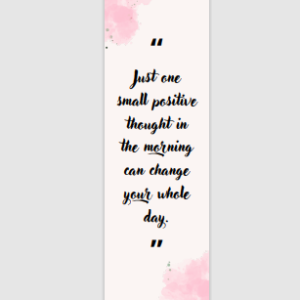 "
Just one
small positive
thought in
the morning
can change
your whole
day.
"